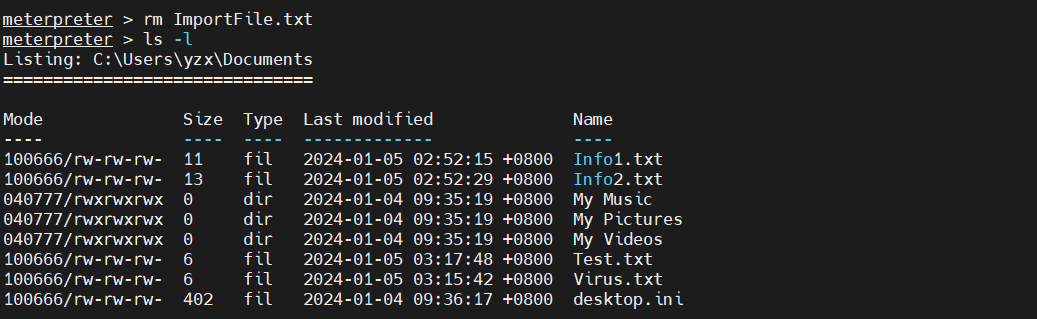 meterpreter > rm ImportFile.txt
meterpreter > ls -l
Listing: C:\Users\yzx\Documents
===============================
Mode              Size  Type  Last modified              Name
----              ----  ----  -------------              ----
100666/rw-rw-rw-  11    fil   2024-01-05 02:52:15 +0800  Info1.txt
100666/rw-rw-rw-  13    fil   2024-01-05 02:52:29 +0800  Info2.txt
040777/rwxrwxrwx  0     dir   2024-01-04 09:35:19 +0800  My Music
040777/rwxrwxrwx  0     dir   2024-01-04 09:35:19 +0800  My Pictures
040777/rwxrwxrwx  0     dir   2024-01-04 09:35:19 +0800  My Videos
100666/rw-rw-rw-  6     fil   2024-01-05 03:17:48 +0800  Test.txt
100666/rw-rw-rw-  6     fil   2024-01-05 03:15:42 +0800  Virus.txt
100666/rw-rw-rw-  402   fil   2024-01-04 09:36:17 +0800  desktop.ini